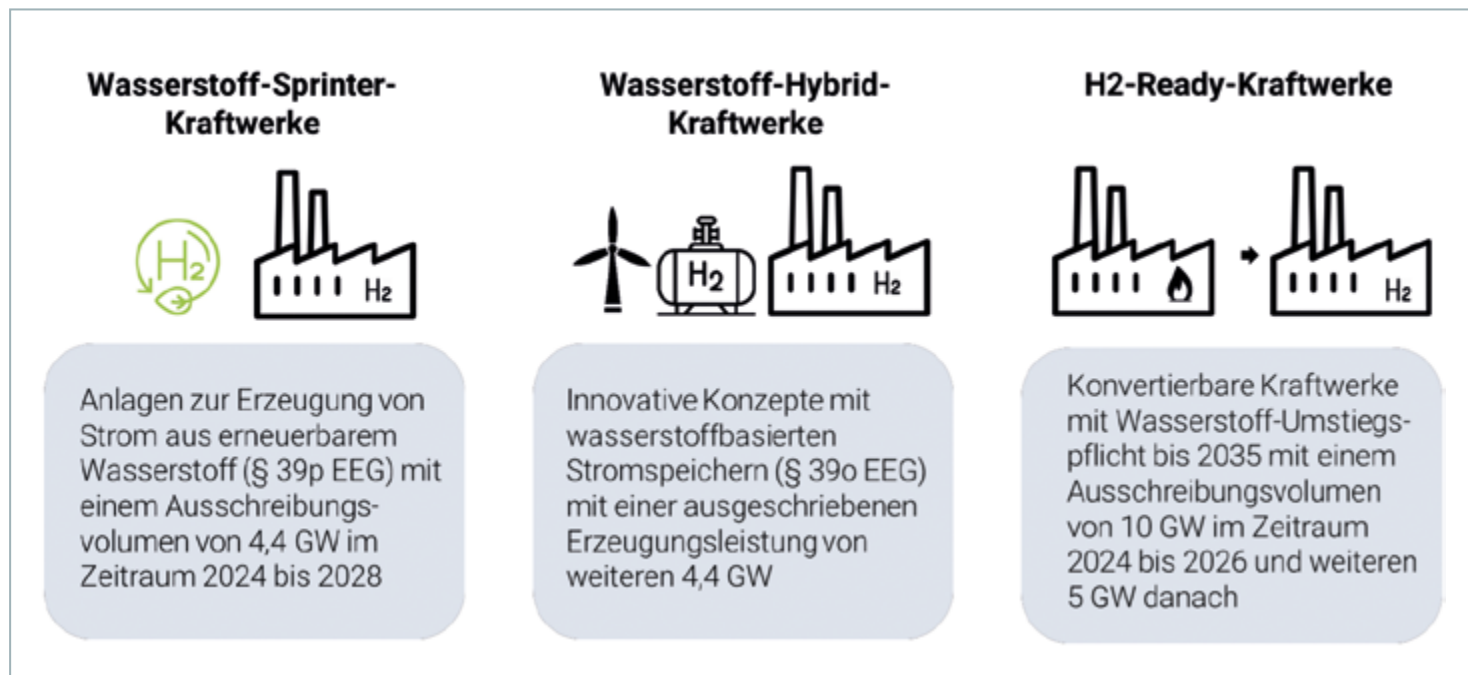 Wasserstoff-Sprinter-
Kraftwerke
H2
H2
Anlagen zur Erzeugung von
Strom aus erneuerbarem
Wasserstoff (§ 39p EEG) mit
einem Ausschreibungs-
volumen von 4,4 GW im
Zeitraum 2024 bis 2028
Wasserstoff-Hybrid-
Kraftwerke
H2
H2
Innovative Konzepte mit
wasserstoffbasierten
Stromspeichern (§ 39o EEG)
mit einer ausgeschriebenen
Erzeugungsleistung von
weiteren 4,4 GW
H2-Ready-Kraftwerke
H2
Konvertierbare Kraftwerke
mit Wasserstoff-Umstiegs-
pflicht bis 2035 mit einem
Ausschreibungsvolumen
von 10 GW im Zeitraum
2024 bis 2026 und weiteren
5 GW danach